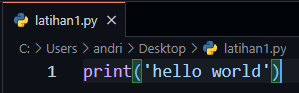 latihan1.py
C: > Users > andri > Desktop > latihan1.py
1 print('hello world')